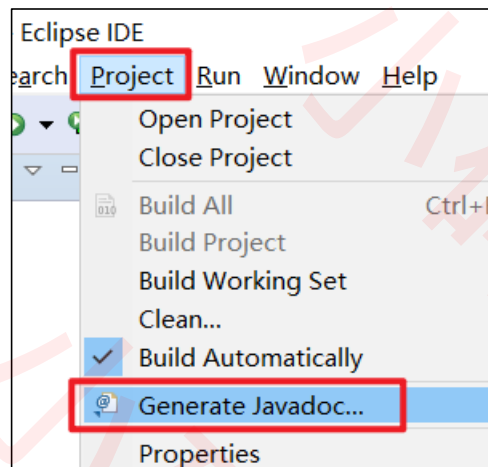 Eclipse IDE
earch Project Run Window Help
Open Project
Close Project
Build All Ctrl+
Build Project
Build Working Set
Clean...
Build Automatically
Generate Javadoc...
Properties